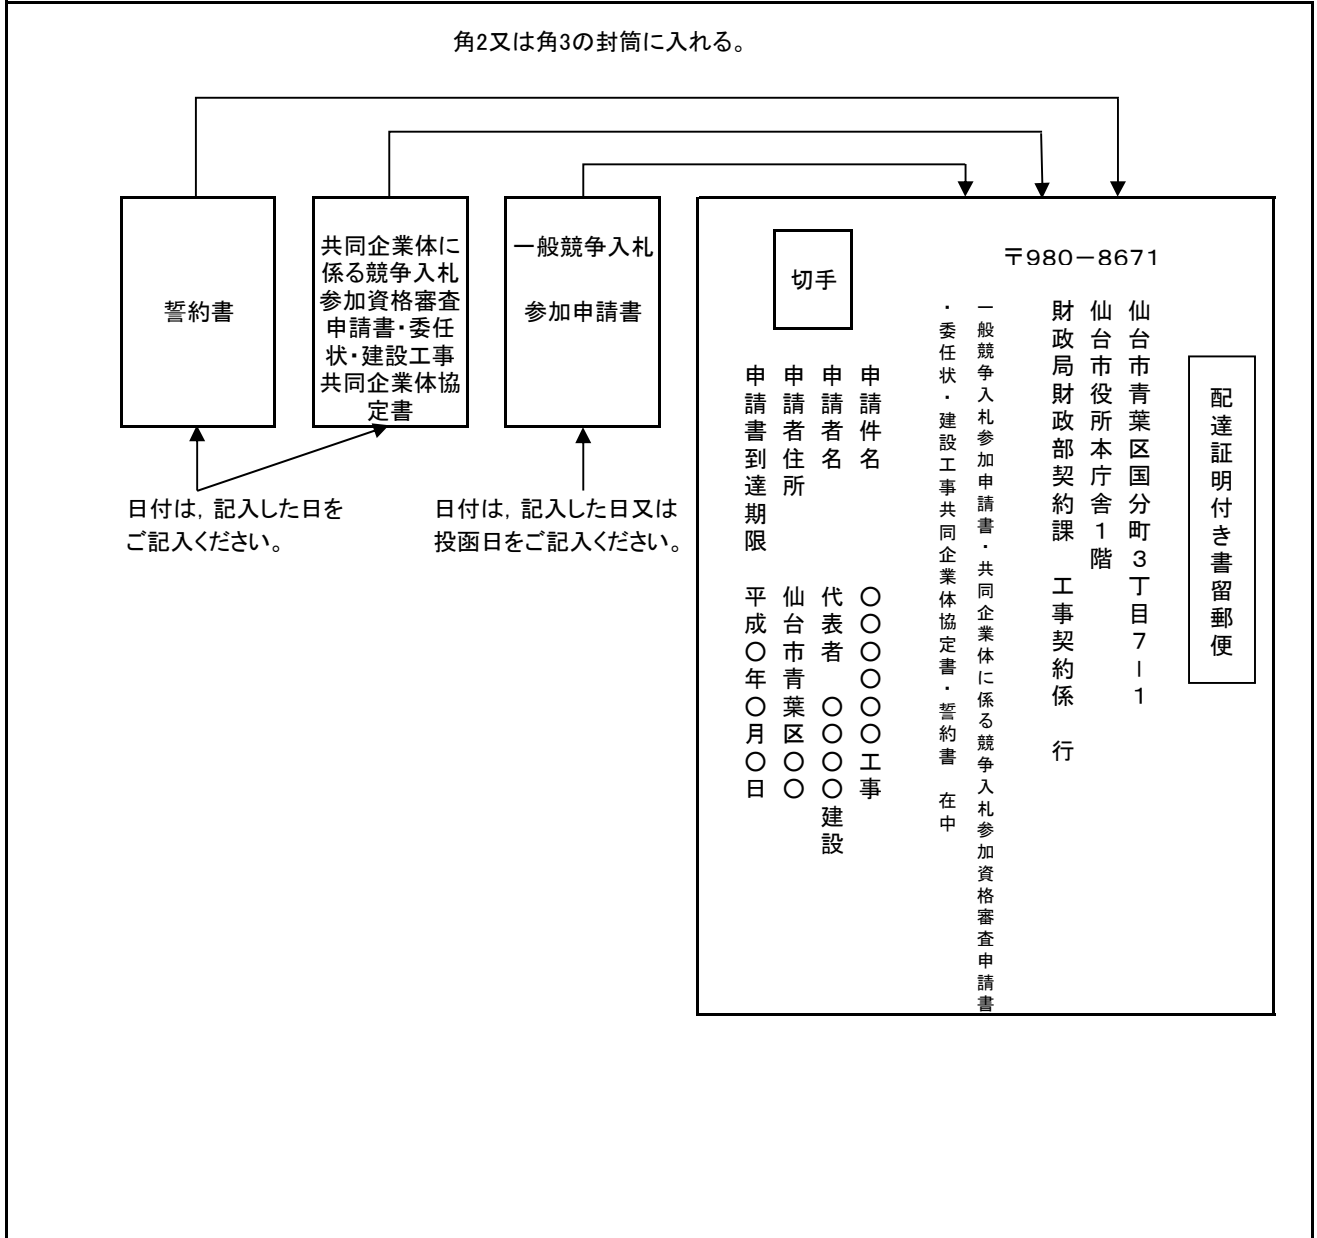 角2又は角3の封筒に入れる。
誓約書
共同企業体に
係る競争入札
参加資格審査
申請書・委任
状・建設工事
共同企業体協
定書
一般競争入札
参加申請書
日付は，記入した日を
ご記入ください。
日付は，記入した日又は
投函日をご記入ください。
切手
〒980－8671
配達証明付き書留郵便
仙台市青葉区国分町3丁目7－1
仙台市役所本庁舎1階
財政局財政部契約課　工事契約係　行
一般競争入札参加申請書・共同企業体に係る競争入札参加資格審査申請書
・委任状・建設工事共同企業体協定書・誓約書　在中
申請件名　〇〇〇〇〇〇工事
申請者名　代表者　〇〇〇〇建設
申請者住所　仙台市青葉区〇〇
申請書到達期限　平成〇年〇月〇日